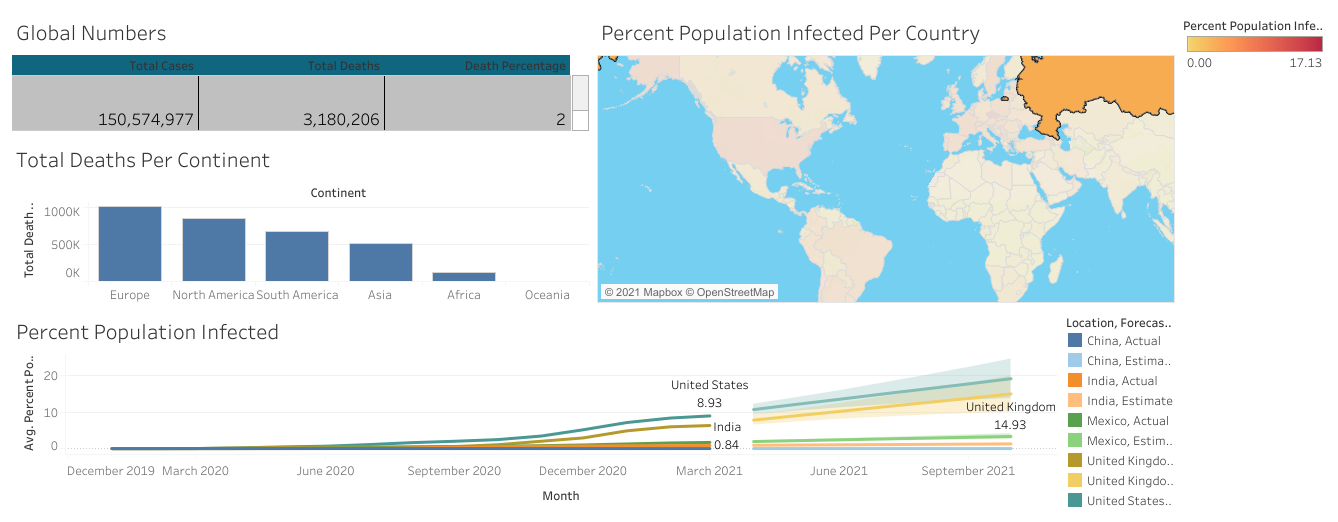 Global Numbers
Total Cases Total Deaths Death Percentage
150,574,977 3,180,206 2
Total Deaths Per Continent
Continent
Total Death..
1000K
500K
0K
Europe North America South America Asia Africa Oceania
Percent Population Infected Per Country
© 2021 Mapbox © OpenStreetMap
Percent Population Infe..
0.00 17.13
Percent Population Infected
Avg. Percent Po..
20
10
0
United States
8.93
India
0.84
United Kingdom
14.93
December 2019 March 2020 June 2020 September 2020 December 2020 March 2021 June 2021 September 2021
Month
Location, Forecas..
China, Actual
China, Estima..
India, Actual
India, Estimate
Mexico, Actual
Mexico, Estim..
United Kingdo..
United Kingdo..
United States..